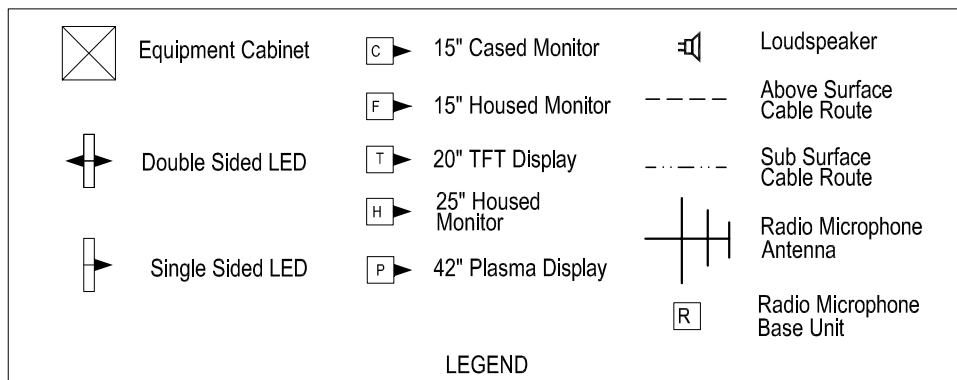 Equipment Cabinet
Double Sided LED
Single Sided LED
C
15" Cased Monitor
F
15" Housed Monitor
T
20" TFT Display
H
25" Housed
Monitor
P
42" Plasma Display
Loudspeaker
Above Surface
Cable Route
Sub Surface
Cable Route
Radio Microphone
Antenna
R
Radio Microphone
Base Unit
LEGEND